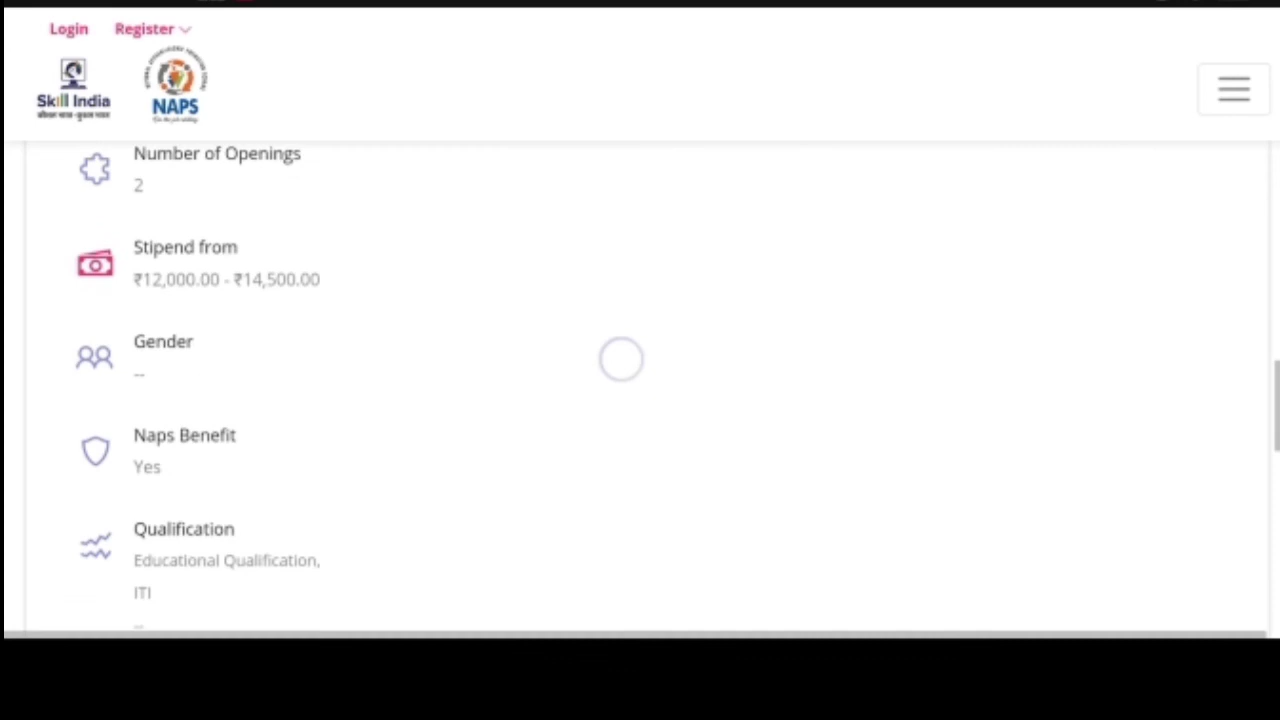 Login Register
Skill India
NAPS
Number of Openings
2
Stipend from
₹12,000.00 - ₹14,500.00
Gender
--
Naps Benefit
Yes
Qualification
Educational Qualification,
ITI
--